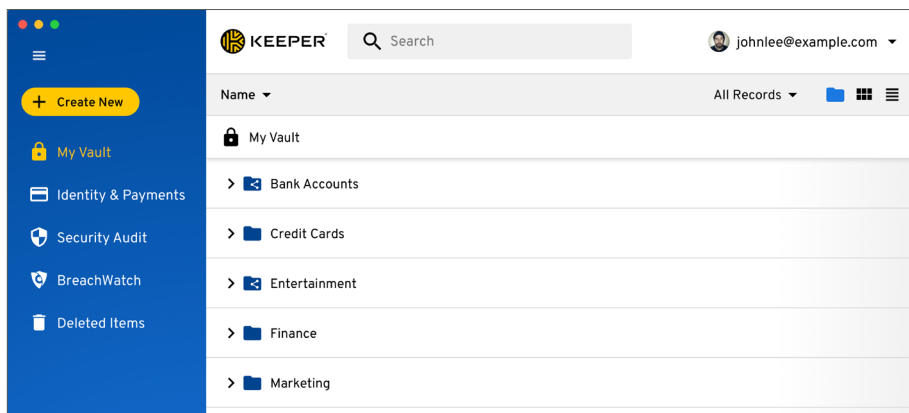 KEEPER
Search
johnlee@example.com
+ Create New
Name
All Records
My Vault
My Vault
Identity & Payments
Bank Accounts
Security Audit
Credit Cards
BreachWatch
Entertainment
Deleted Items
Finance
Marketing